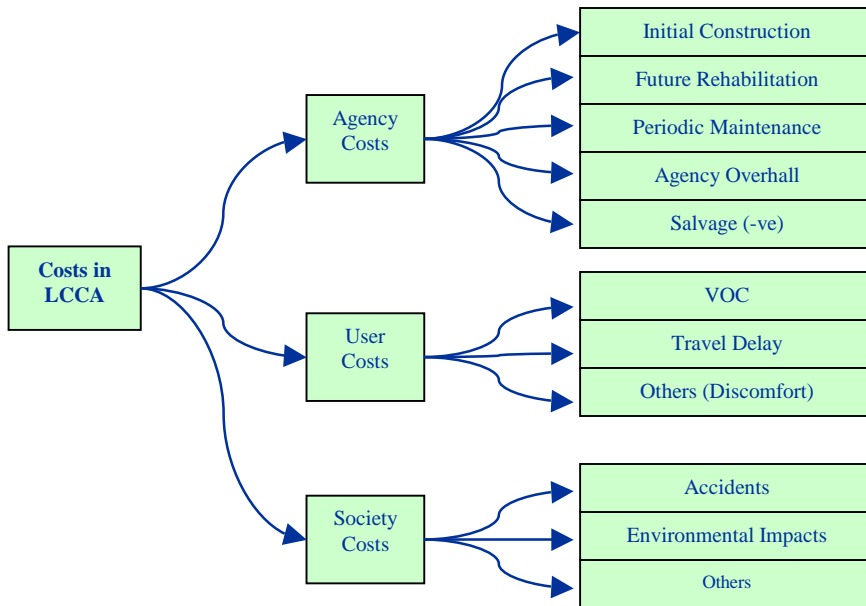 Initial Construction
Future Rehabilitation
Agency
Costs
Periodic Maintenance
Agency Overhall
Salvage (-ve)
Costs in
LCCA
VOC
User
Costs
Travel Delay
Others (Discomfort)
Accidents
Society
Costs
Environmental Impacts
Others